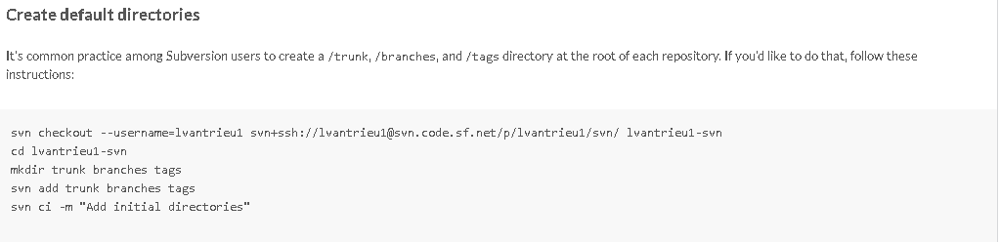 Create default directories
It's common practice among Subversion users to create a /trunk, /branches, and /tags directory at the root of each repository. If you'd like to do that, follow these
instructions:
svn checkout --username=lvantrieu1 svn+ssh://lvantrieu1@svn.code.sf.net/p/lvantrieu1/svn/ lvantrieu1-svn
cd lvantrieu1-svn
mkdir trunk branches tags
svn add trunk branches tags
svn ci -m "Add initial directories"